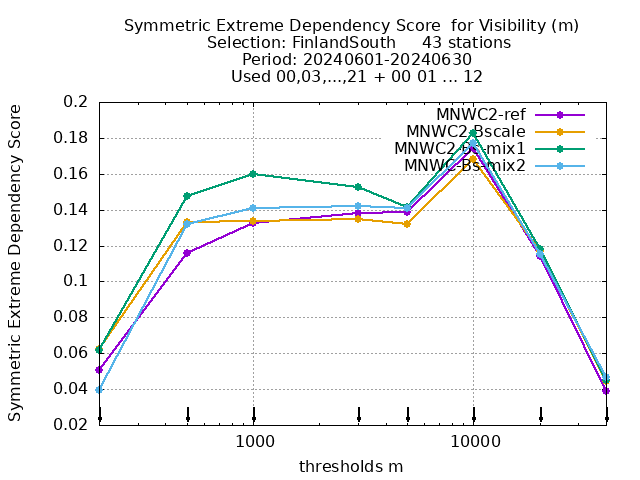 Symmetric Extreme Dependency Score  for Visibility (m)
Selection: FinlandSouth     43 stations
Period: 20240601-20240630
Used 00,03,...,21 + 00 01 ... 12
Symmetric Extreme Dependency Score
0.2
0.18
0.16
0.14
0.12
0.1
0.08
0.06
0.04
0.02
MNWC2-ref
MNWC2-Bscale
MNWC2-Bs-mix1
MNWC-Bs-mix2
1000
10000
thresholds m